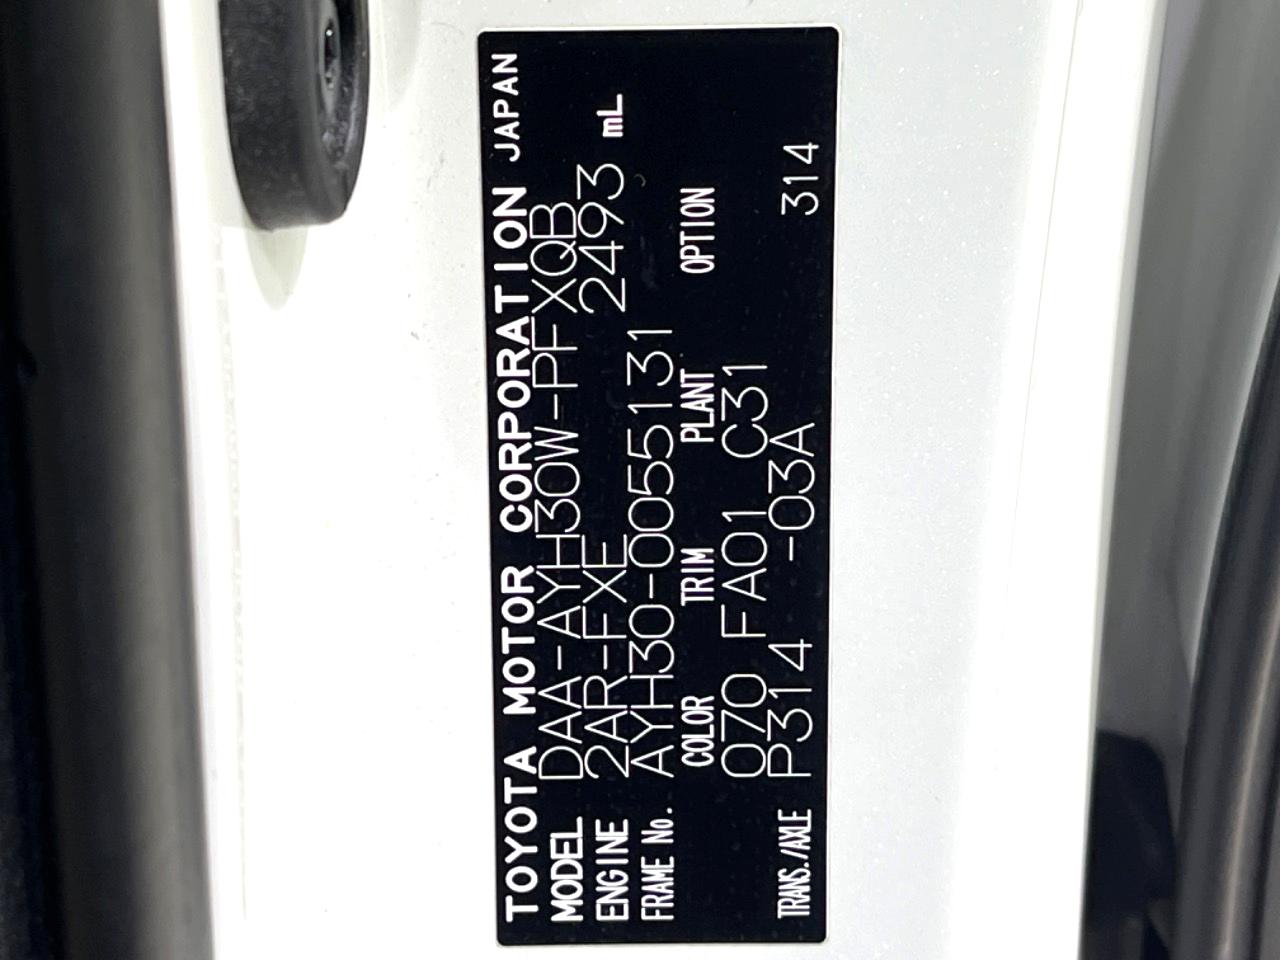 TOYOTA MOTOR CORPORATION JAPAN
MODEL DAA-AYH30W-PFXQB
ENGINE 2AR-FXE 2493 mL
FRAME No. AYH30-0055131
COLOR TRIM PLANT OPTION
070 FA01 C31
TRANS./AXLE P314 -03A 314